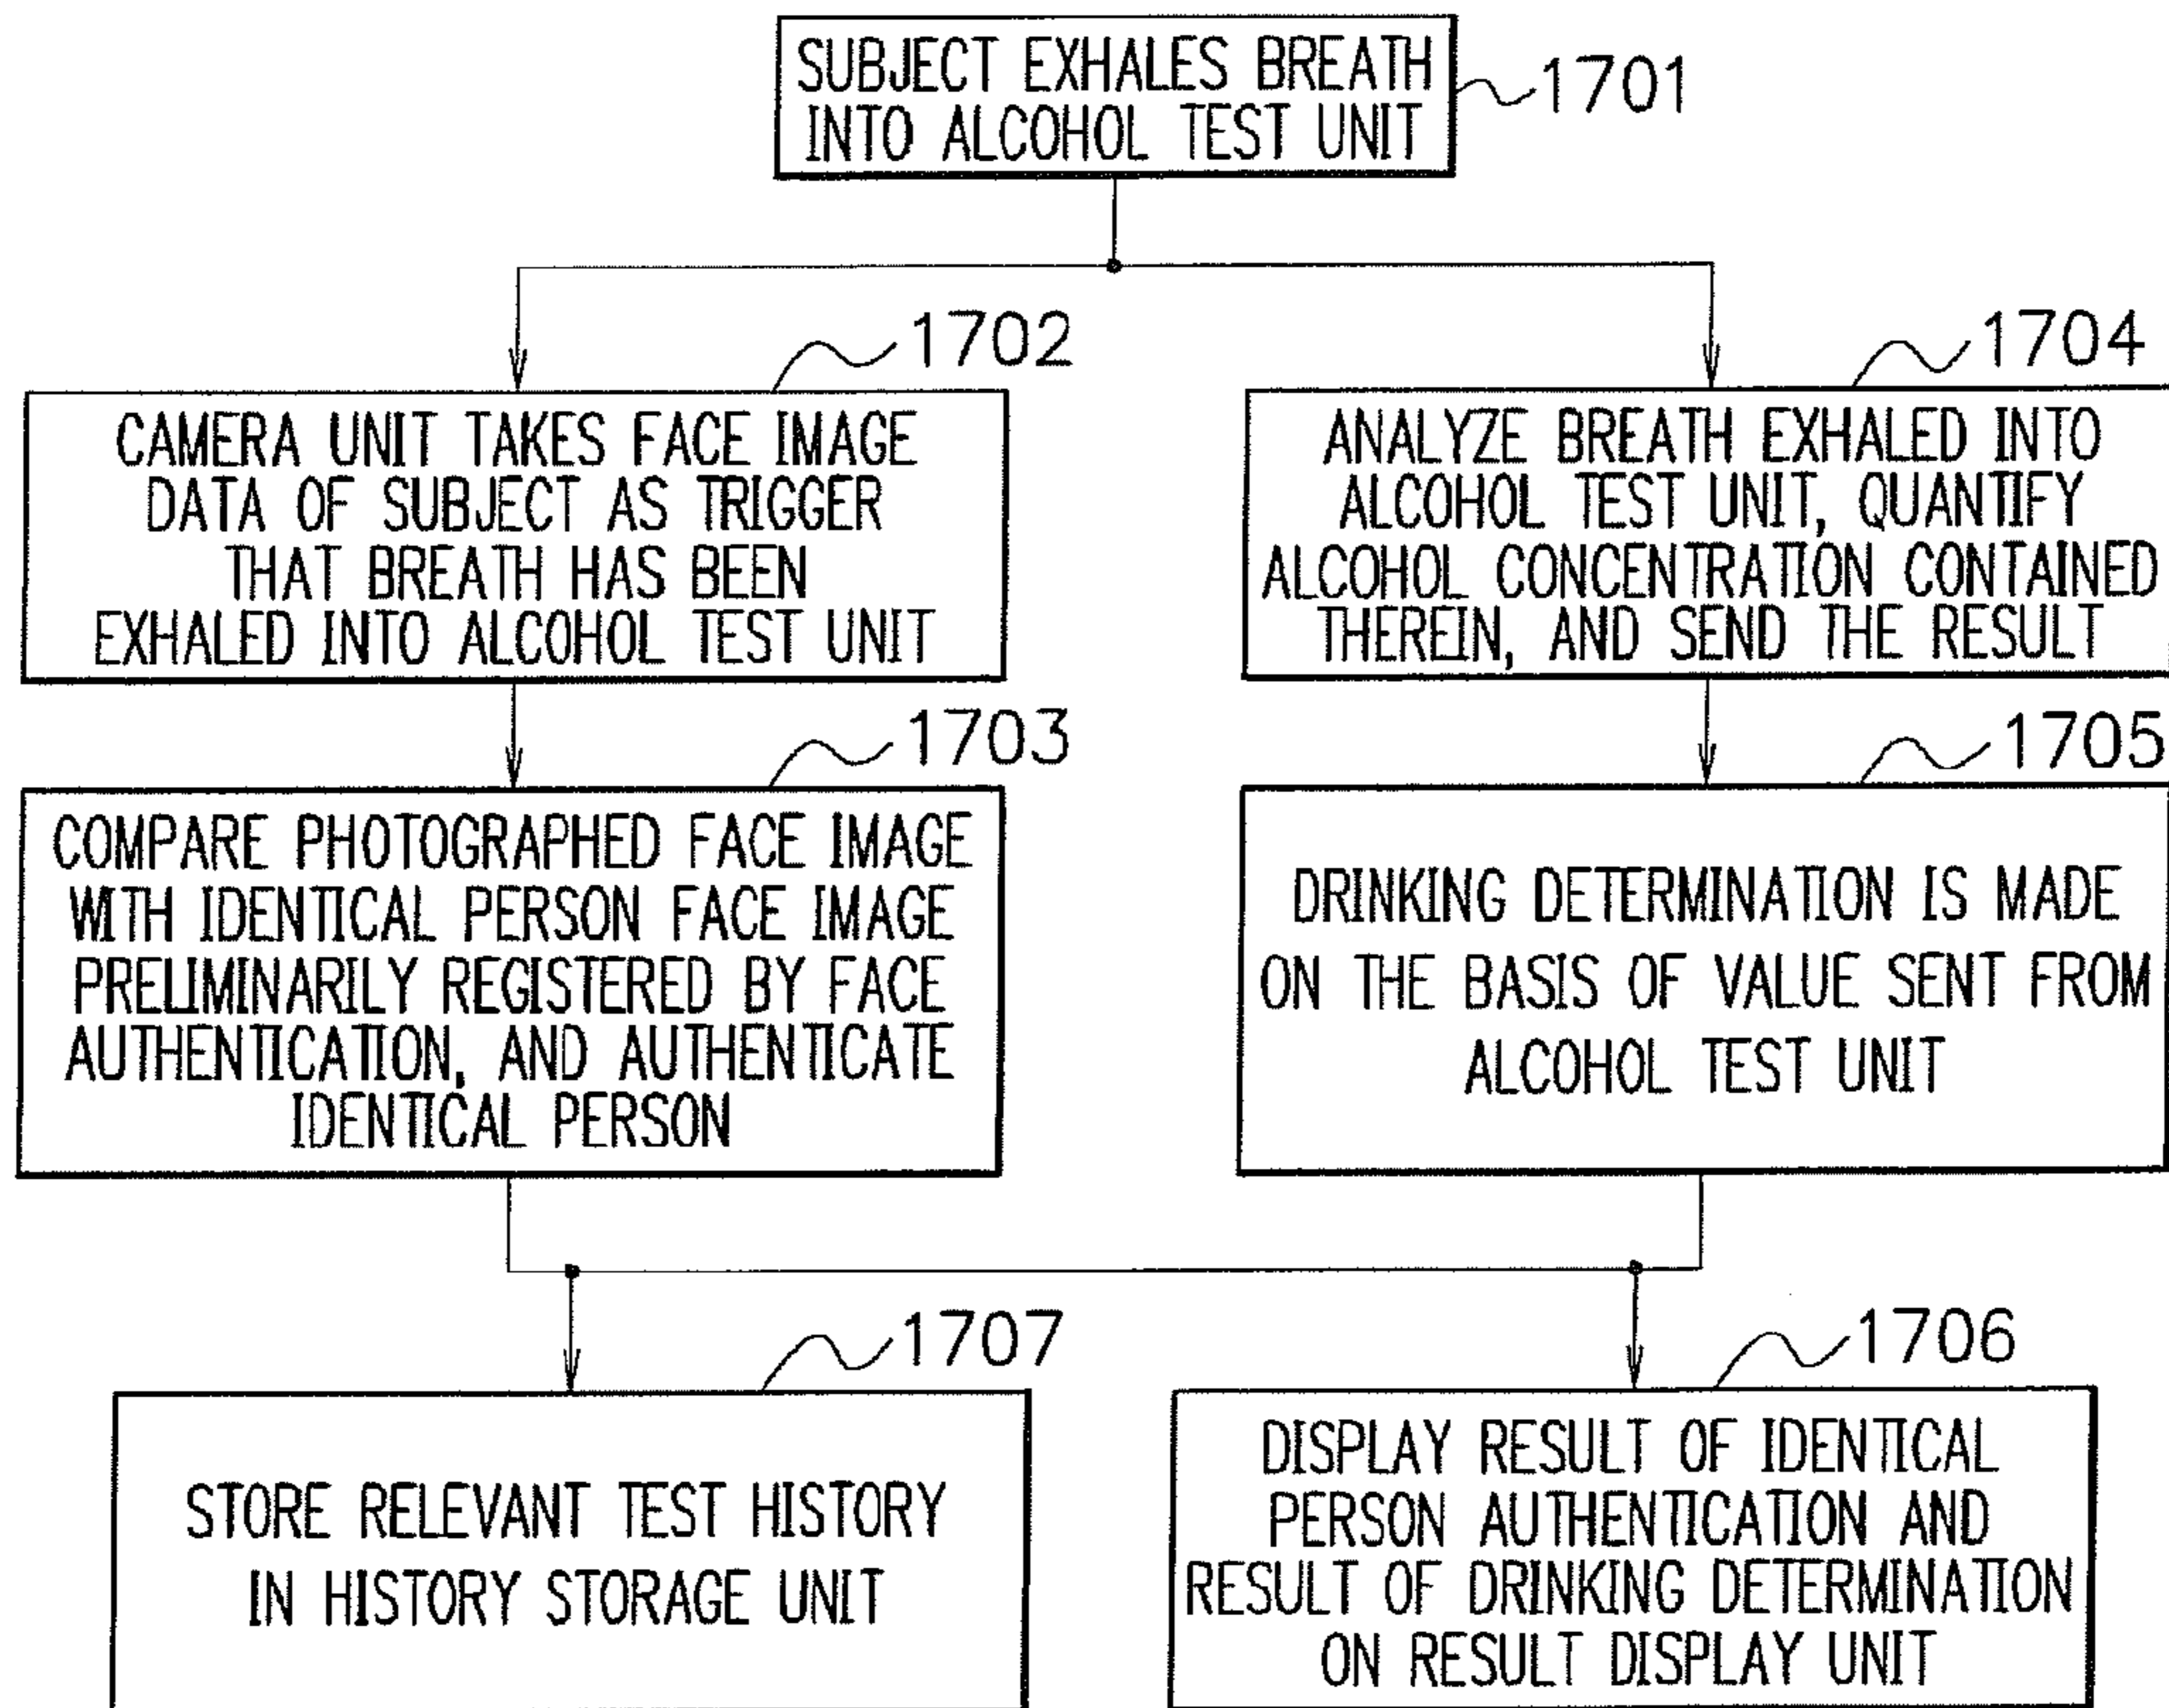 SUBJECT EXHALES BREATH
INTO ALCOHOL TEST UNIT
1701
1702
CAMERA UNIT TAKES FACE IMAGE
DATA OF SUBJECT AS TRIGGER
THAT BREATH HAS BEEN
EXHALED INTO ALCOHOL TEST UNIT
1704
ANALYZE BREATH EXHALED INTO
ALCOHOL TEST UNIT, QUANTIFY
ALCOHOL CONCENTRATION CONTAINED
THEREIN, AND SEND THE RESULT
1703
COMPARE PHOTOGRAPHED FACE IMAGE
WITH IDENTICAL PERSON FACE IMAGE
PRELIMINARILY REGISTERED BY FACE
AUTHENTICATION, AND AUTHENTICATE
IDENTICAL PERSON
1705
DRINKING DETERMINATION IS MADE
ON THE BASIS OF VALUE SENT FROM
ALCOHOL TEST UNIT
1707
STORE RELEVANT TEST HISTORY
IN HISTORY STORAGE UNIT
1706
DISPLAY RESULT OF IDENTICAL
PERSON AUTHENTICATION AND
RESULT OF DRINKING DETERMINATION
ON RESULT DISPLAY UNIT